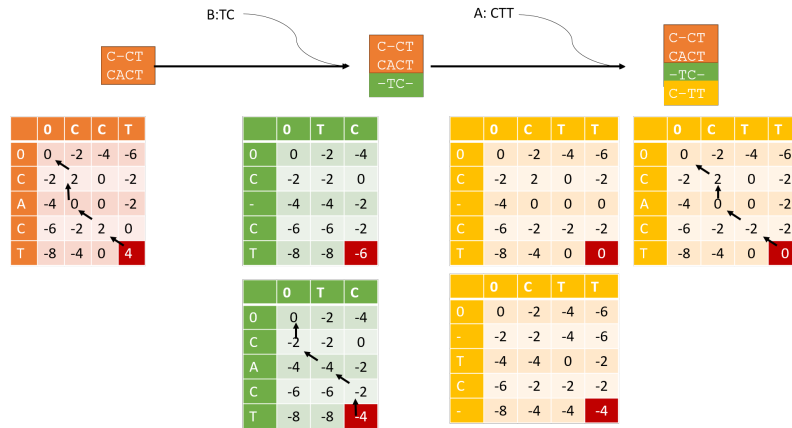 B:TC
A: CTT
C-CT
CACT
C-CT
CACT
-TC-
C-CT
CACT
-TC-
C-TT
0 C C T
0 0 -2 -4 -6
C -2 2 0 -2
A -4 0 0 -2
C -6 -2 2 0
T -8 -4 0 4
0 T C
0 0 -2 -4
C -2 -2 0
- -4 -4 -2
C -6 -6 -2
T -8 -8 -6
0 C T T
0 0 -2 -4 -6
C -2 2 0 -2
- -4 0 0 0
C -6 -2 -2 -2
T -8 -4 0 0
0 C T T
0 0 -2 -4 -6
C -2 2 0 -2
A -4 0 0 -2
C -6 -2 -2 -2
T -8 -4 0 0
0 T C
0 0 -2 -4
C -2 -2 0
A -4 -4 -2
C -6 -6 -2
T -8 -8 -4
0 C T T
0 0 -2 -4 -6
- -2 -2 -4 -6
T -4 -4 0 -2
C -6 -2 -2 -2
- -8 -4 -4 -4